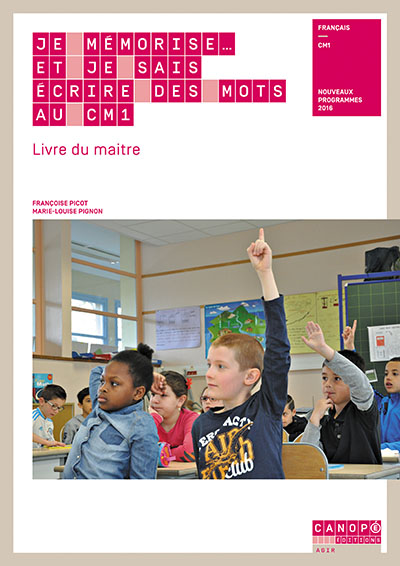 JE MÉMORISE…
ET JE SAIS
ÉCRIRE DES MOTS
AU CM1
Livre du maitre
FRANÇAIS
CM1
NOUVEAUX
PROGRAMMES
2016
FRANÇOISE PICOT
MARIE-LOUISE PIGNON
CANOPÉ
ÉDITIONS
AGIR